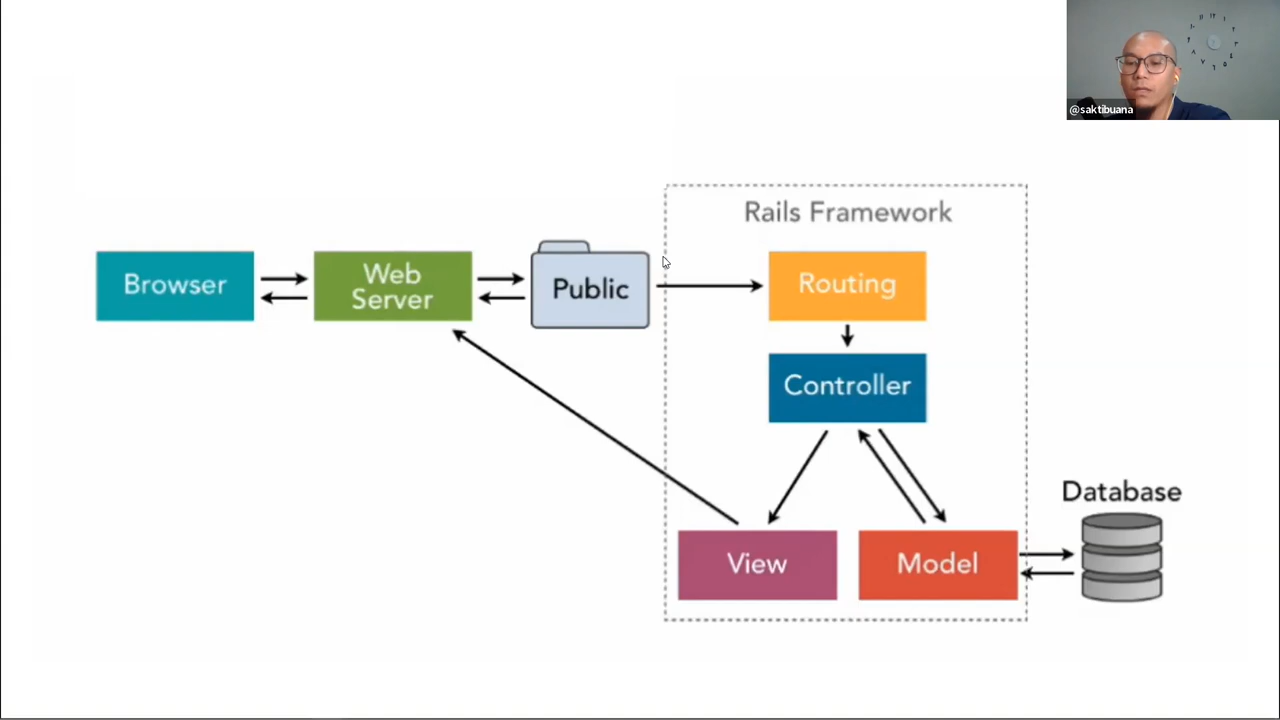 @saktibuana
Rails Framework
Browser
Web
Server
Public
Routing
Controller
Database
View
Model